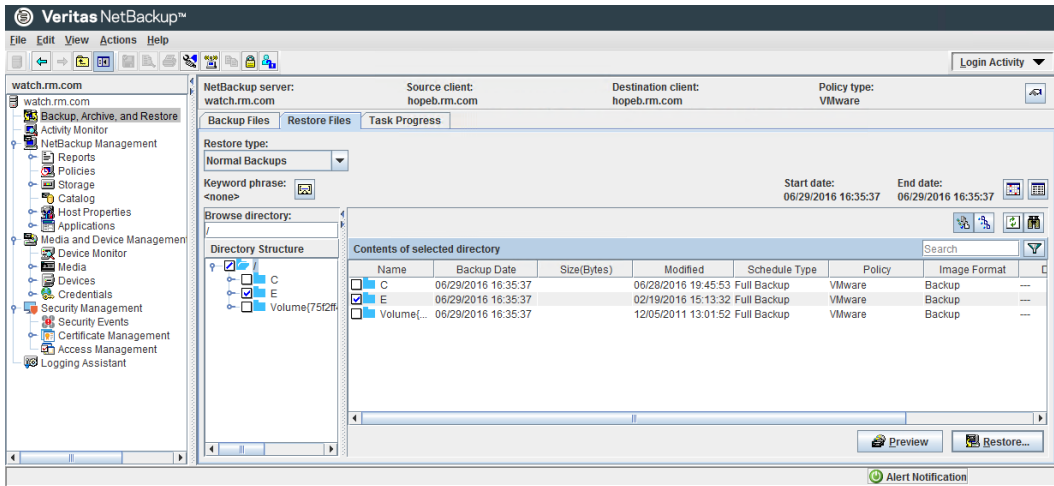 Veritas NetBackup™
File Edit View Actions Help
Login Activity
watch.rm.com
watch.rm.com
Backup, Archive, and Restore
Activity Monitor
NetBackup Management
Reports
Policies
Storage
Catalog
Host Properties
Applications
Media and Device Managemen
Device Monitor
Media
Devices
Credentials
Security Management
Security Events
Certificate Management
Access Management
Logging Assistant
NetBackup server: Source client: Destination client: Policy type:
watch.rm.com hopeb.rm.com hopeb.rm.com VMware
Backup Files Restore Files Task Progress
Restore type:
Normal Backups
Keyword phrase: Start date: End date:
<none> 06/29/2016 16:35:37 06/29/2016 16:35:37
Browse directory:
/
Directory Structure
/
C
E
Volume{75f2ff-
Contents of selected directory Search
Name Backup Date Size(Bytes) Modified Schedule Type Policy Image Format D
C 06/29/2016 16:35:37 06/28/2016 19:45:53 Full Backup VMware Backup ---
E 06/29/2016 16:35:37 02/19/2016 15:13:32 Full Backup VMware Backup ---
Volume{... 06/29/2016 16:35:37 12/05/2011 13:01:52 Full Backup VMware Backup ---
Preview Restore...
Alert Notification